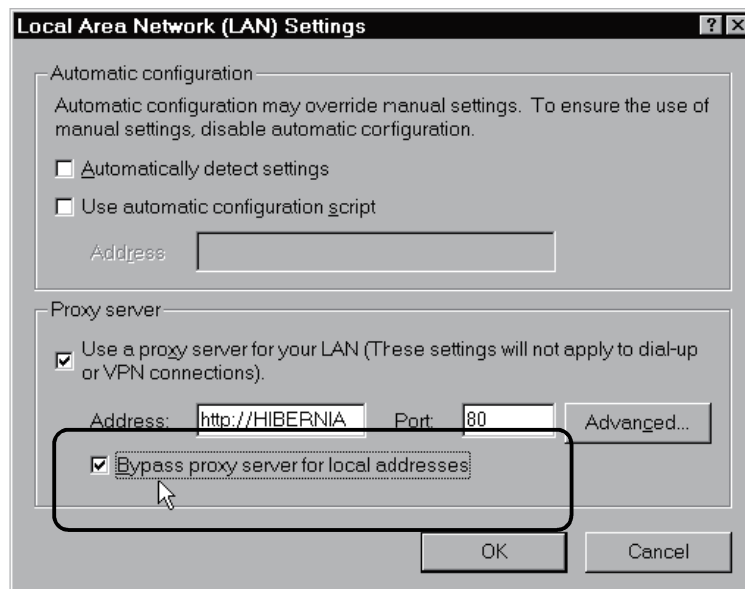 Local Area Network (LAN) Settings
Automatic configuration
Automatic configuration may override manual settings. To ensure the use of
manual settings, disable automatic configuration.
Automatically detect settings
Use automatic configuration script
Address
Proxy server
Use a proxy server for your LAN (These settings will not apply to dial-up
or VPN connections).
Address: http://HIBERNIA Port: 80 Advanced...
Bypass proxy server for local addresses
OK Cancel